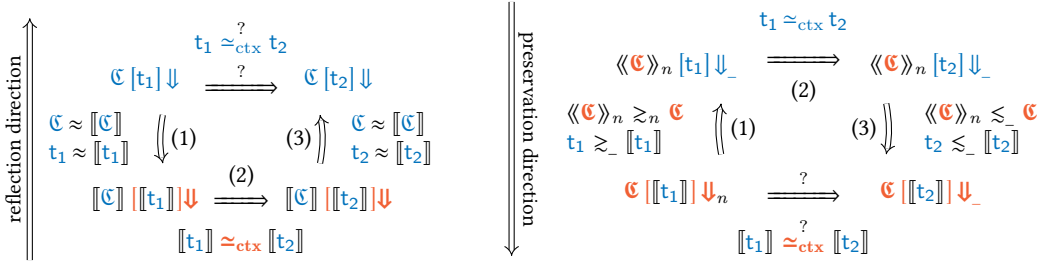 reflection direction
?
t₁ ≃ctx t₂
ℭ [t₁] ⇓ ⟹ ℭ [t₂] ⇓
?
ℭ ≈ ⟦ℭ⟧
t₁ ≈ ⟦t₁⟧
(1)
(3)
ℭ ≈ ⟦ℭ⟧
t₂ ≈ ⟦t₂⟧
(2)
⟦ℭ⟧ [⟦t₁⟧] ⇓ ⟹ ⟦ℭ⟧ [⟦t₂⟧] ⇓
⟦t₁⟧ ≃ctx ⟦t₂⟧
preservation direction
t₁ ≃ctx t₂
⟪ℭ⟫ₙ [t₁] ⇓_ ⟹ ⟪ℭ⟫ₙ [t₂] ⇓_
(2)
⟪ℭ⟫ₙ ≳ₙ ℭ
t₁ ≳_ ⟦t₁⟧
(1)
(3)
⟪ℭ⟫ₙ ≲_ ℭ
t₂ ≲_ ⟦t₂⟧
?
ℭ [⟦t₁⟧] ⇓ₙ ⟹ ℭ [⟦t₂⟧] ⇓_
?
⟦t₁⟧ ≃ctx ⟦t₂⟧